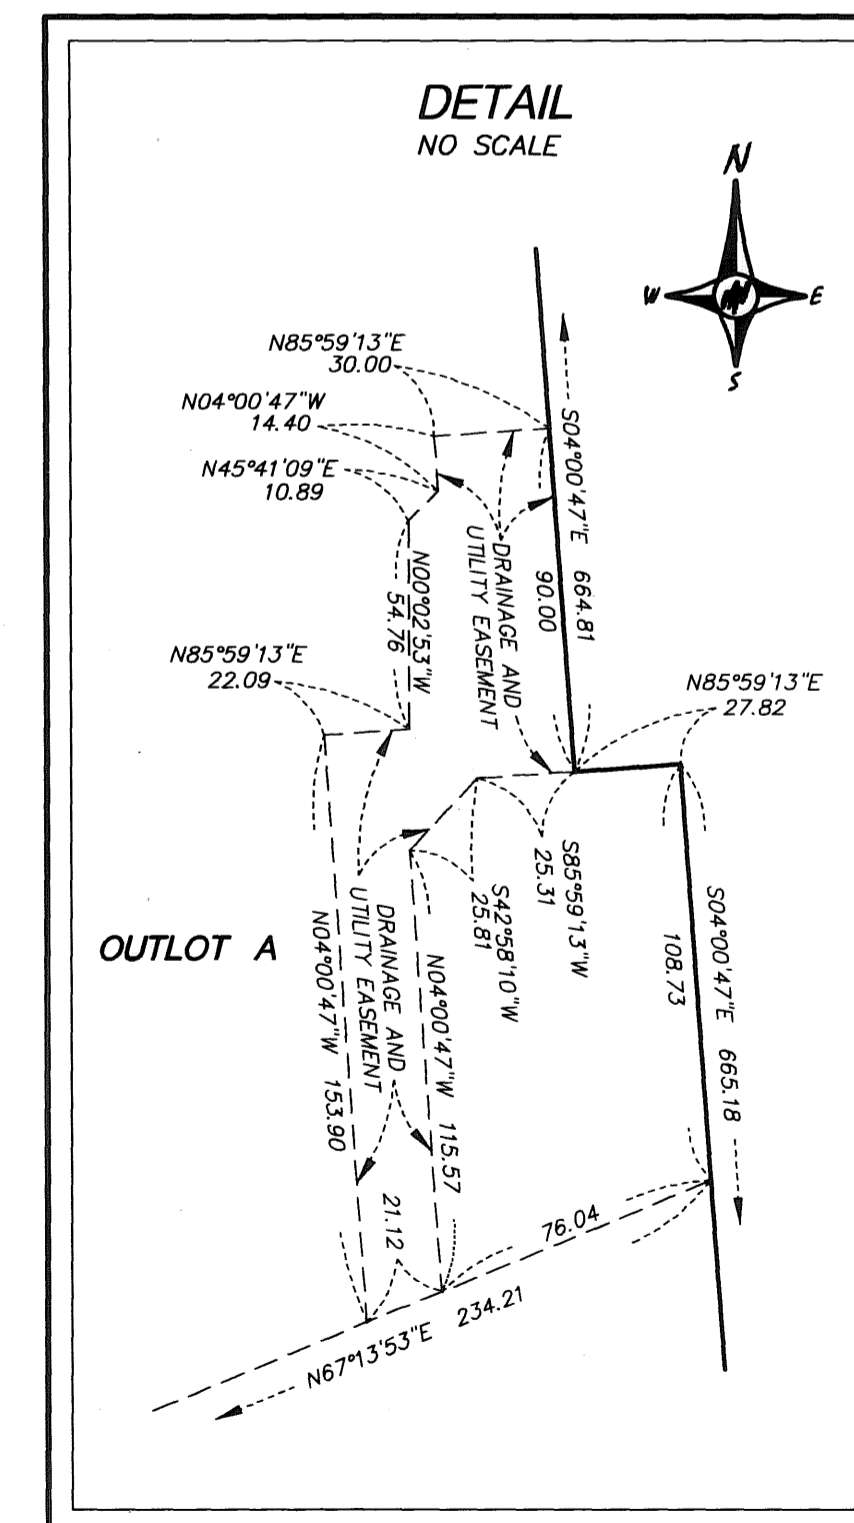 DETAIL
NO SCALE
N
W
E
S
N85°59'13"E
30.00
N04°00'47"W
14.40
N45°41'09"E
10.89
S04°00'47"E 664.81
90.00
DRAINAGE AND
UTILITY EASEMENT
N00°02'53"W
54.76
N85°59'13"E
22.09
N85°59'13"E
27.82
S85°59'13"W
25.31
S42°58'10"W
25.81
S04°00'47"E 665.18
108.73
OUTLOT A
DRAINAGE AND
UTILITY EASEMENT
N04°00'47"W 153.90
N04°00'47"W 115.57
21.12
76.04
N67°13'53"E 234.21